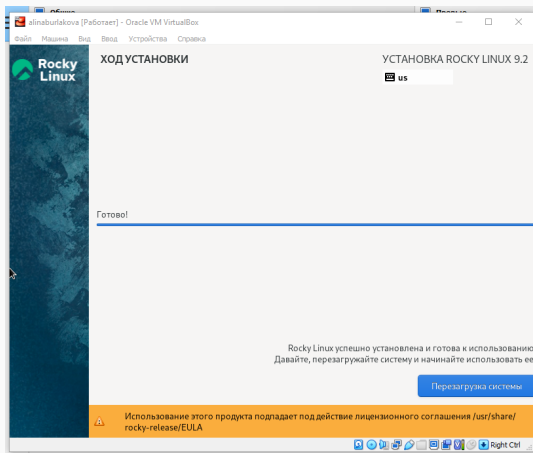 alinaburlakova [Работает] - Oracle VM VirtualBox
Файл Машина Вид Ввод Устройства Справка
Rocky
Linux
ХОД УСТАНОВКИ
УСТАНОВКА ROCKY LINUX 9.2
us
Готово!
Rocky Linux успешно установлена и готова к использованию
Давайте, перезагружайте систему и начинайте использовать ее
Перезагрузка системы
Использование этого продукта подпадает под действие лицензионного соглашения /usr/share/
rocky-release/EULA
Right Ctrl